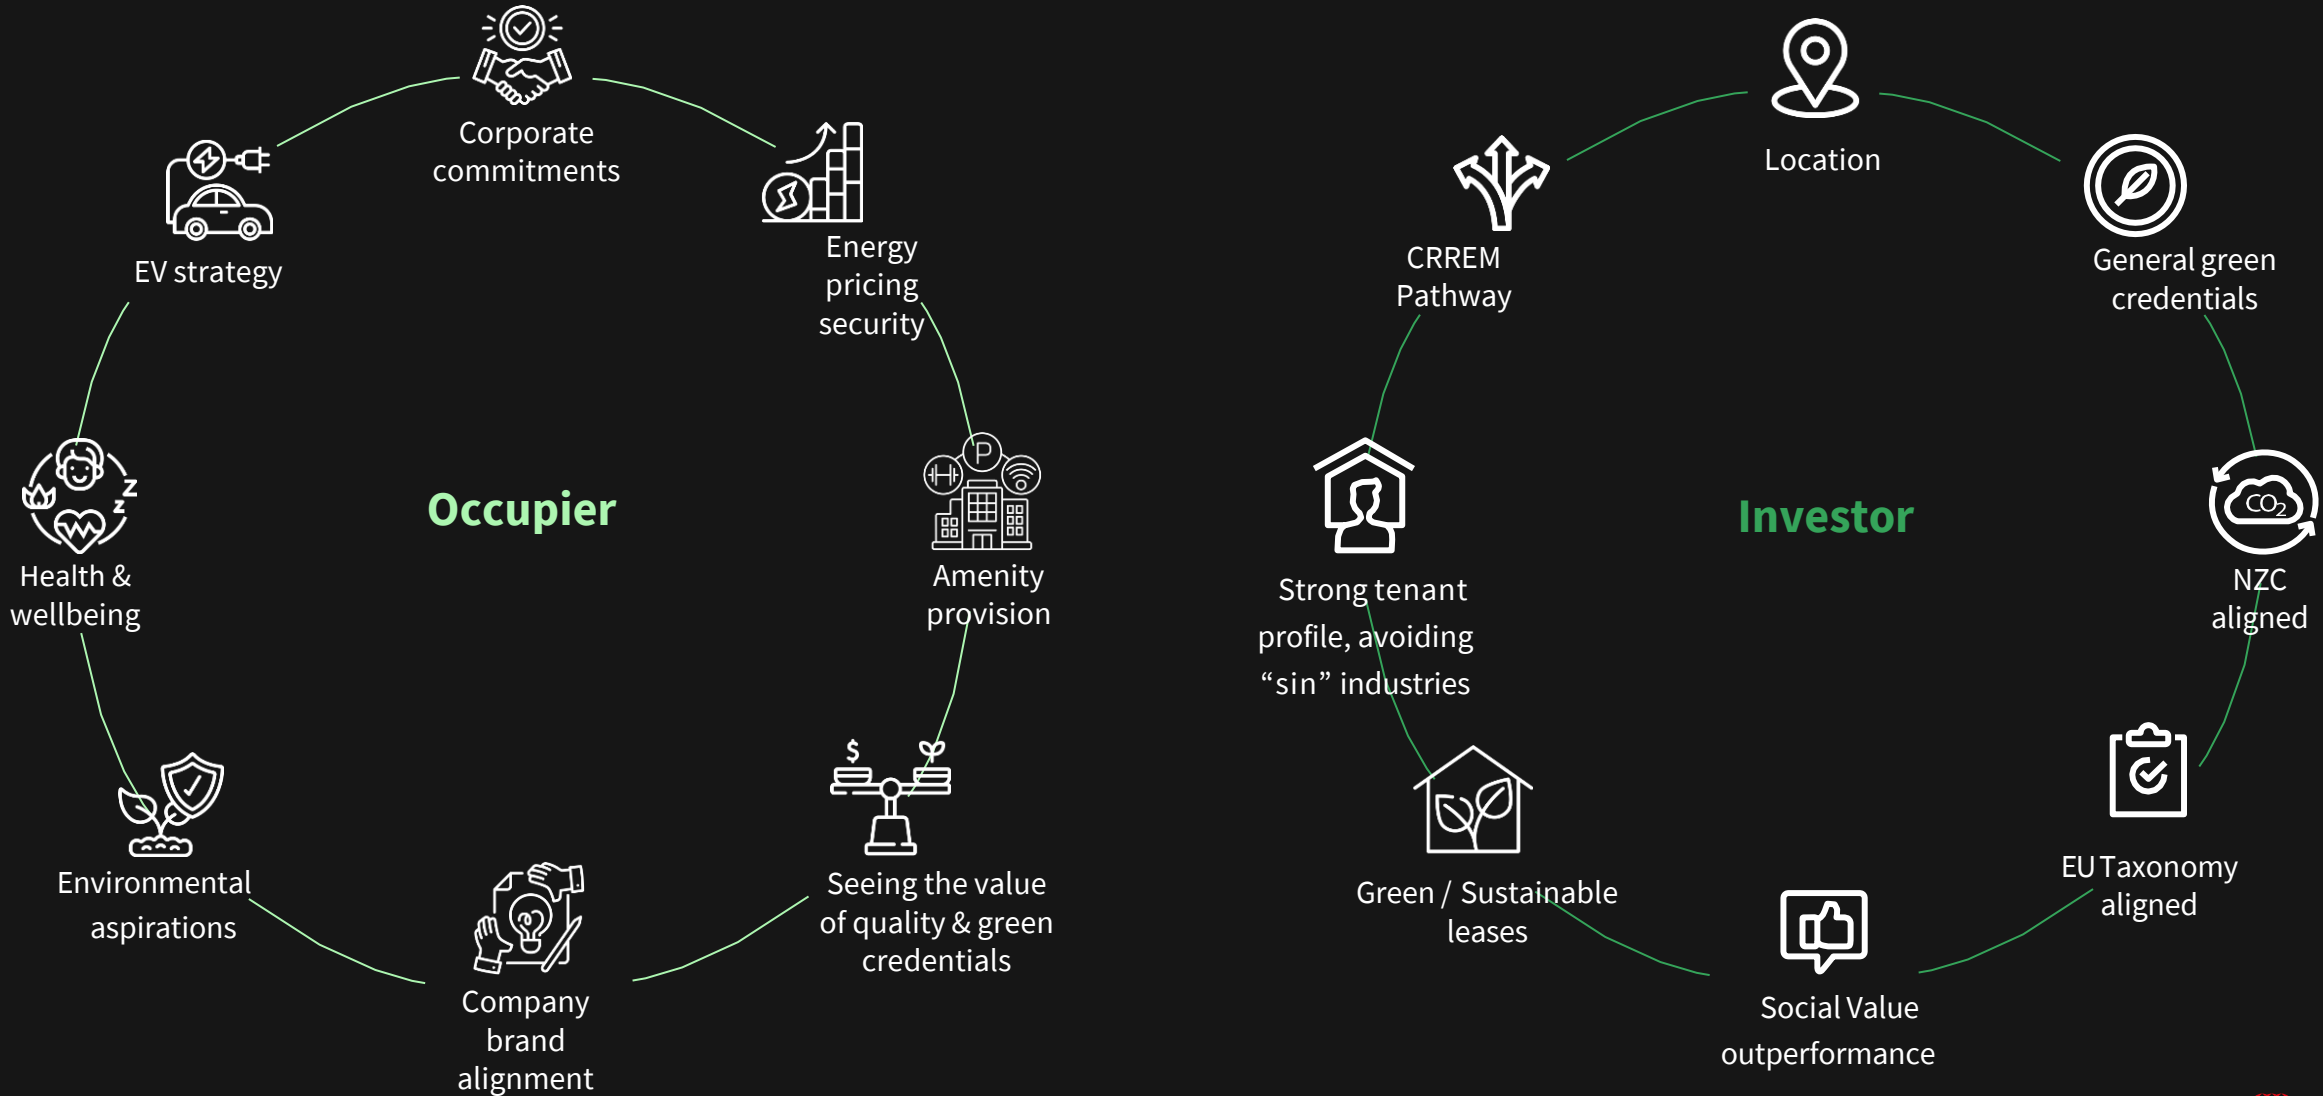 Corporate
commitments
Energy
pricing
security
P
Amenity
provision
$
Seeing the value
of quality & green
credentials
Company
brand
alignment
Environmental
aspirations
Z
Z
Health &
wellbeing
EV strategy
Occupier
Location
General green
credentials
CO2
NZC
aligned
EU Taxonomy
aligned
Social Value
outperformance
Green / Sustainable
leases
Strong tenant
profile, avoiding
“sin” industries
CRREM
Pathway
Investor